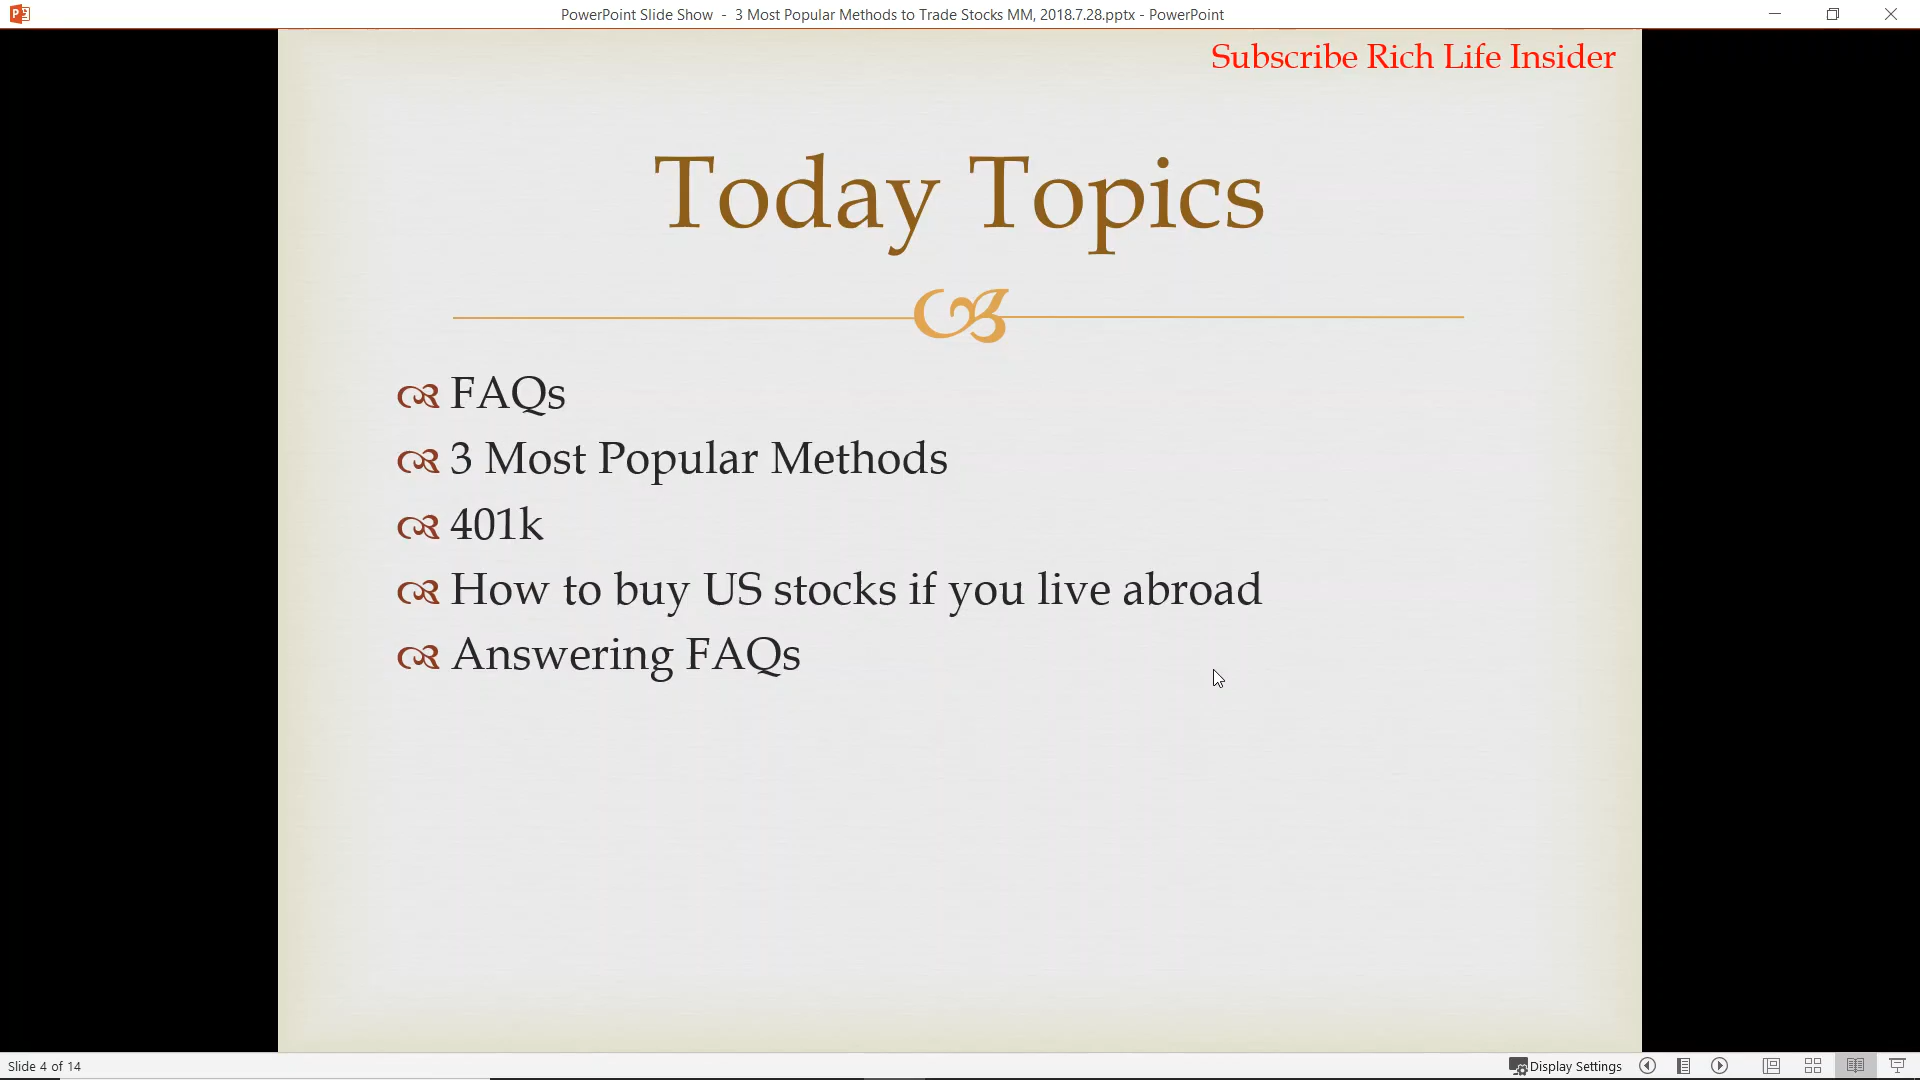 PowerPoint Slide Show - 3 Most Popular Methods to Trade Stocks MM, 2018.7.28.pptx - PowerPoint
Subscribe Rich Life Insider
Today Topics
FAQs
3 Most Popular Methods
401k
How to buy US stocks if you live abroad
Answering FAQs
Slide 4 of 14
Display Settings